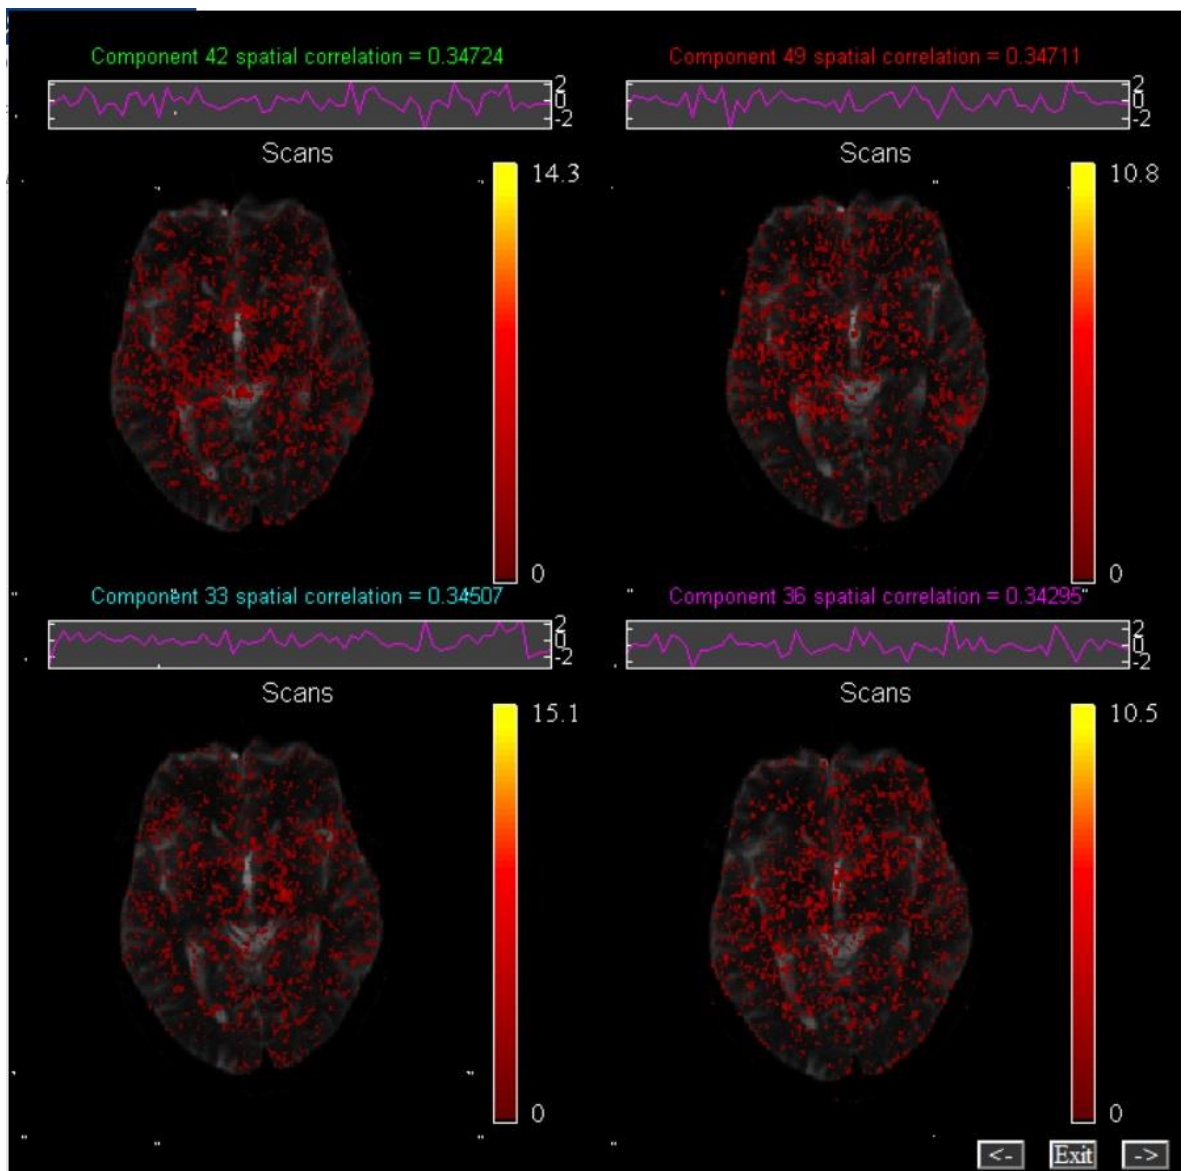 Component 42 spatial correlation = 0.34724
2
0
-2
Scans
14.3
0
Component 49 spatial correlation = 0.34711
2
0
-2
Scans
10.8
0
Component 33 spatial correlation = 0.34507
2
0
-2
Scans
15.1
0
Component 36 spatial correlation = 0.34295
2
0
-2
Scans
10.5
0
<- Exit ->